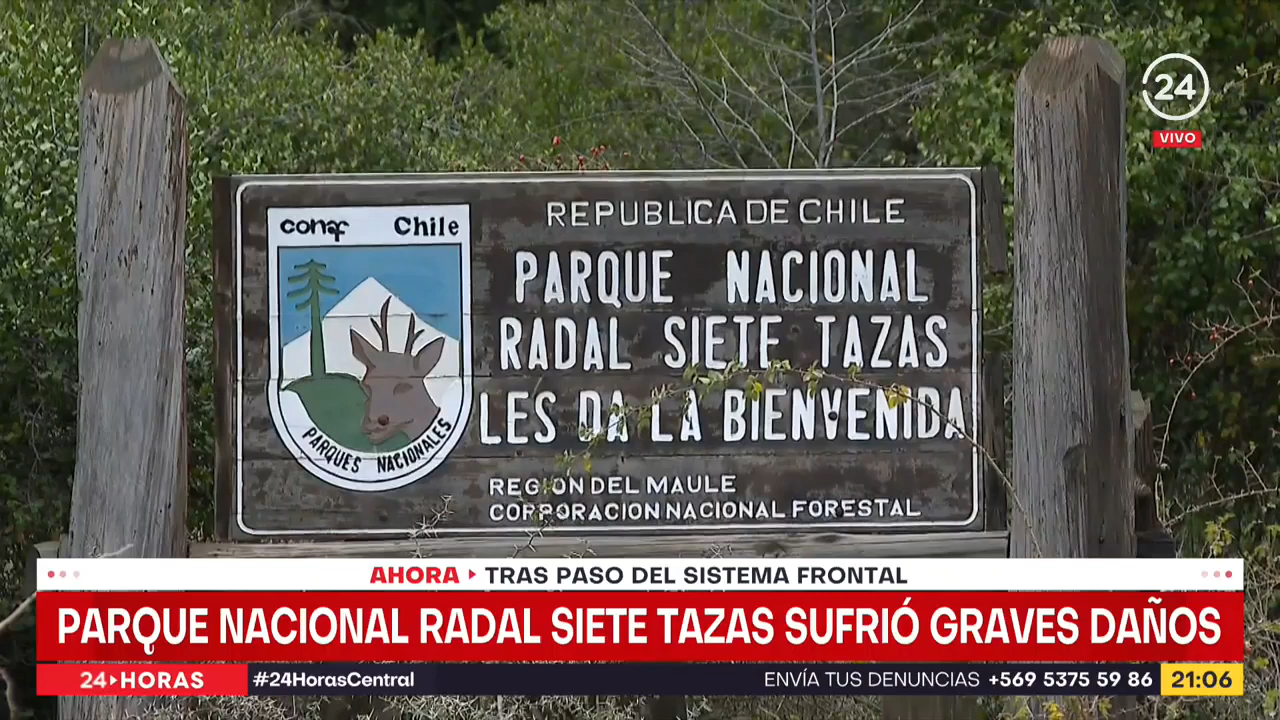 24
VIVO
conaf Chile
PARQUES NACIONALES
REPUBLICA DE CHILE
PARQUE NACIONAL
RADAL SIETE TAZAS
LES DA LA BIENVENIDA
REGION DEL MAULE
CORPORACION NACIONAL FORESTAL
AHORA TRAS PASO DEL SISTEMA FRONTAL
PARQUE NACIONAL RADAL SIETE TAZAS SUFRIÓ GRAVES DAÑOS
24 HORAS #24HorasCentral ENVÍA TUS DENUNCIAS +569 5375 59 86 21:06